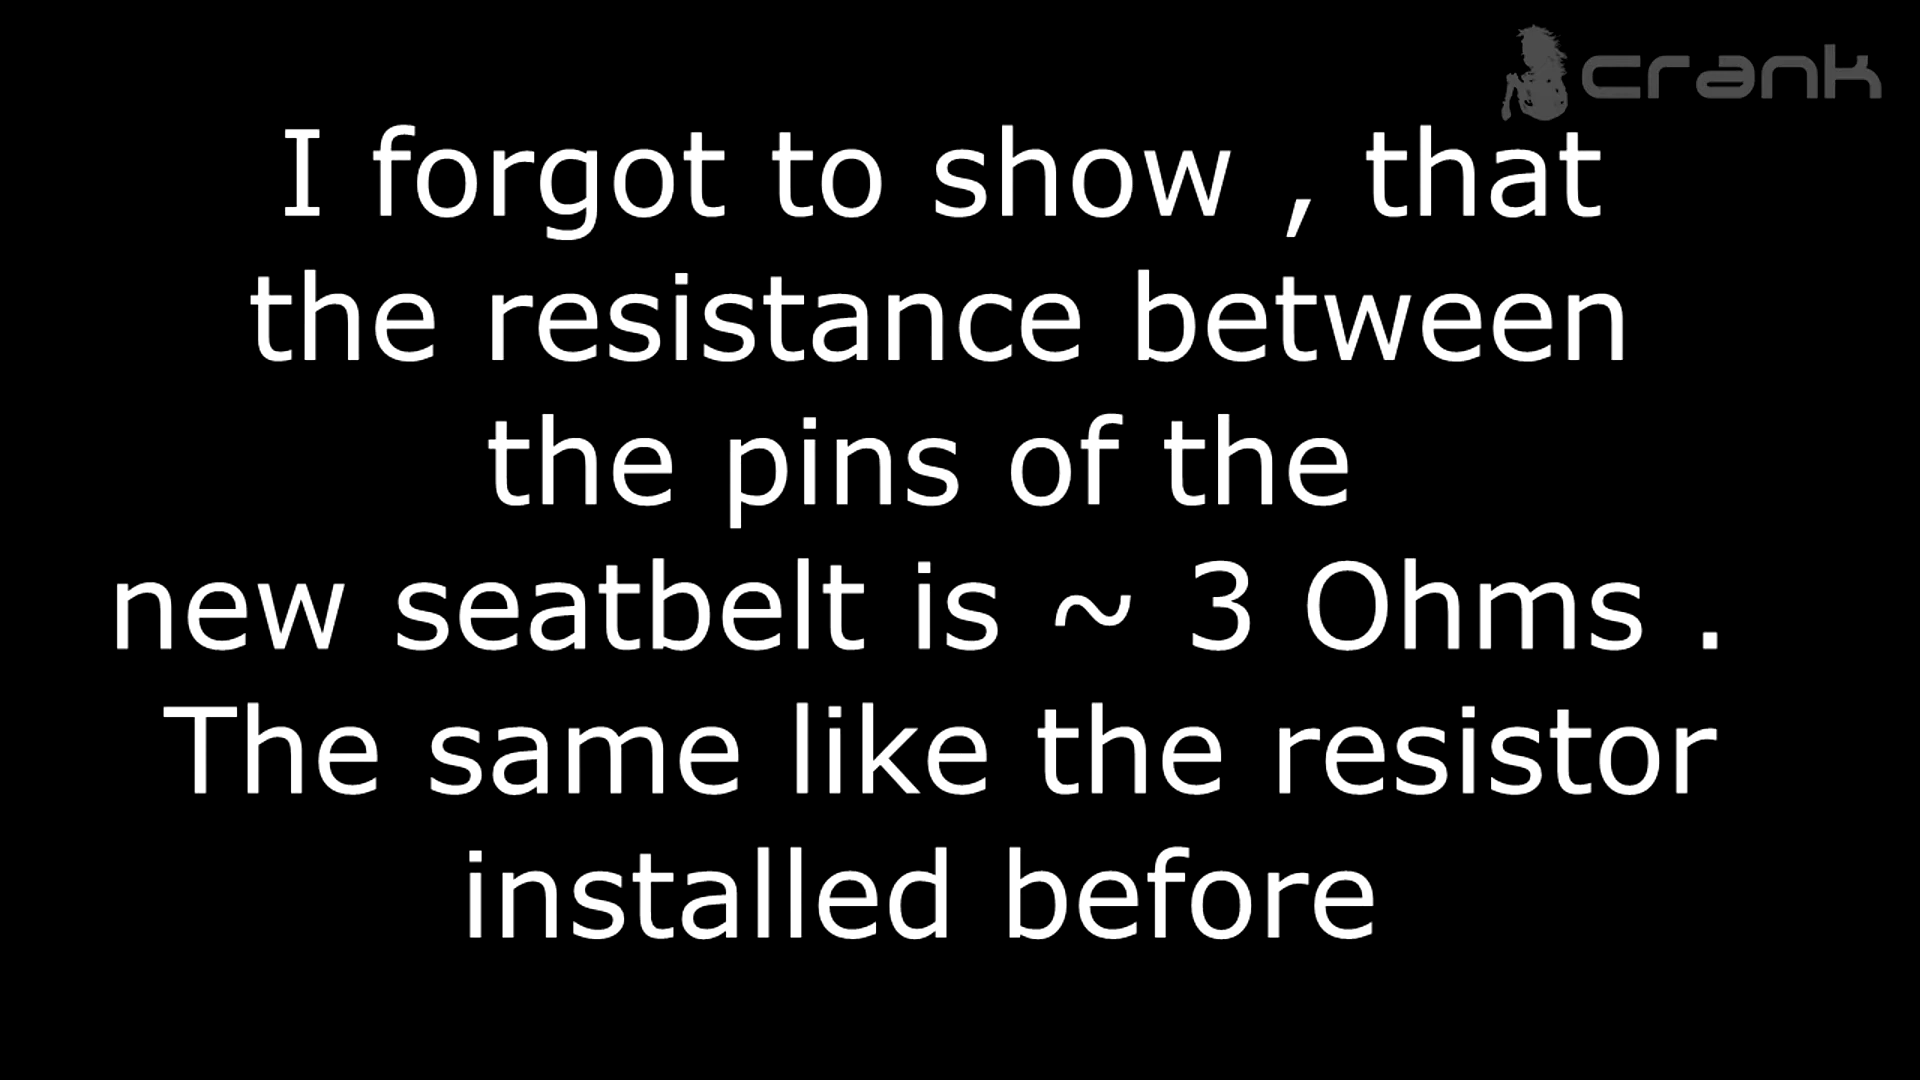 crank
I forgot to show , that
the resistance between
the pins of the
new seatbelt is ~ 3 Ohms .
The same like the resistor
installed before